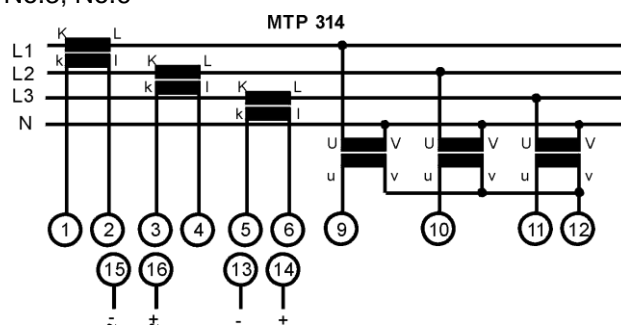 MTP 314
K L
L1
k l
L2
K L
k l
L3
K L
k l
N
U V U V U V
u v u v u v
1 2 3 4 5 6 9 10 11 12
15 16 13 14
- + - +